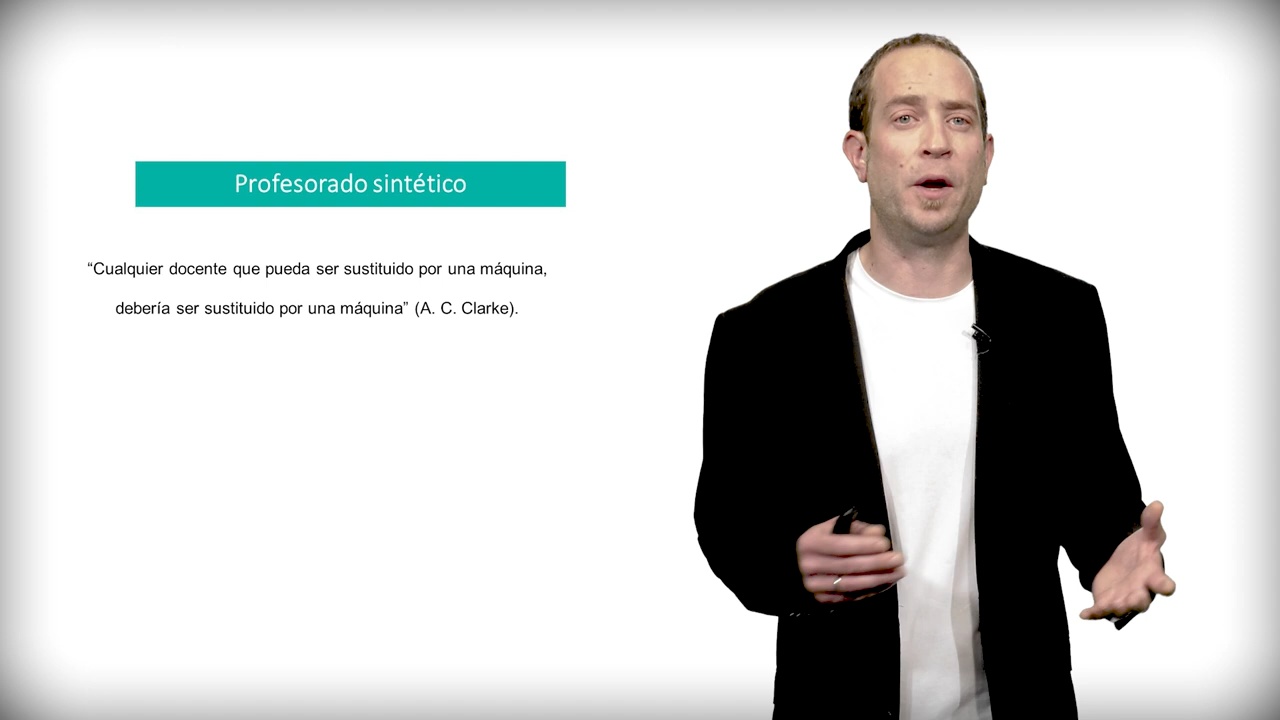 Profesorado sintético
“Cualquier docente que pueda ser sustituido por una máquina,
debería ser sustituido por una máquina” (A. C. Clarke).